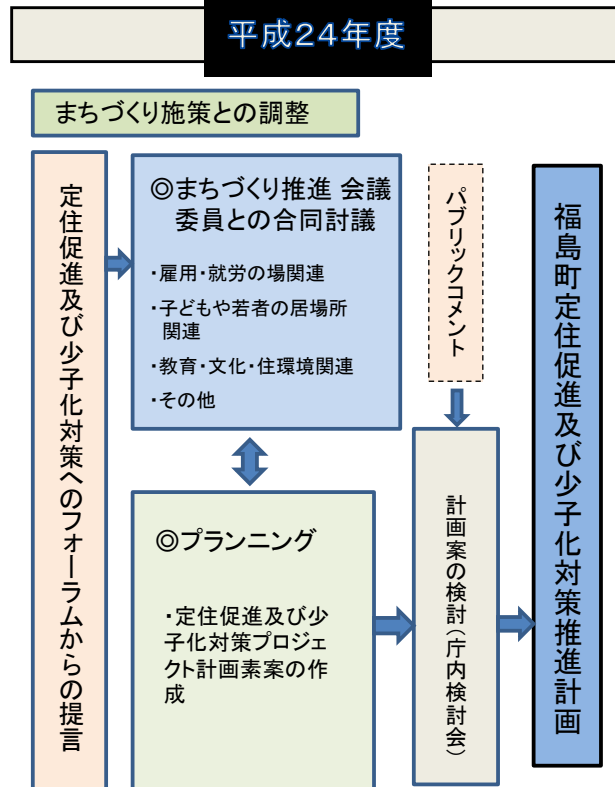 平成24年度
まちづくり施策との調整
定住促進及び少子化対策へのフォーラムからの提言
◎まちづくり推進 会議
委員との合同討議
・雇用・就労の場関連
・子どもや若者の居場所
関連
・教育・文化・住環境関連
・その他
◎プランニング
・定住促進及び少
子化対策プロジェ
クト計画素案の作
成
パブリックコメント
計画案の検討(庁内検討会)
福島町定住促進及び少子化対策推進計画